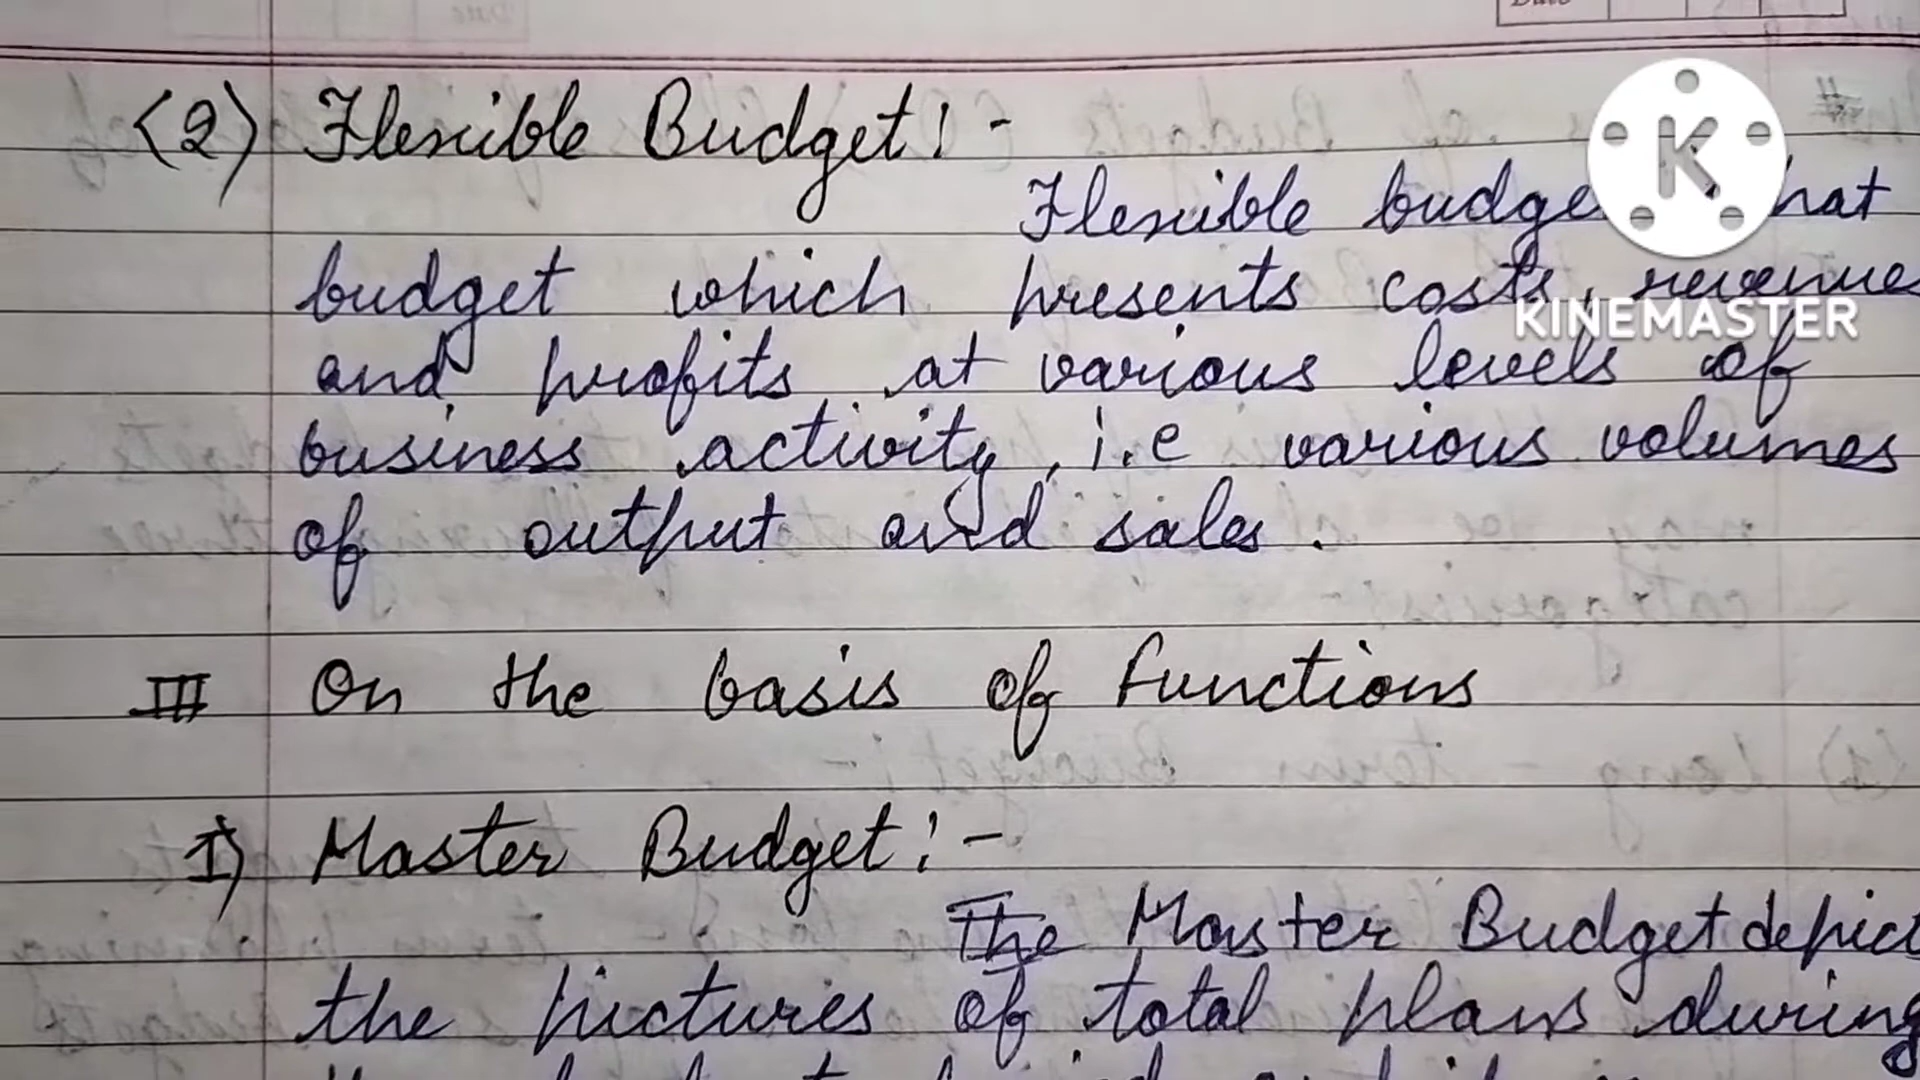 Date
(2) Flexible Budget :-
Flexible
budget which presents costs, revenue
and profits at various levels of
business activity, i.e various volumes
of output and sales.
III On the basis of functions
I) Master Budget :-
The Master Budget depict
the pictures of total plans during
KINEMASTER